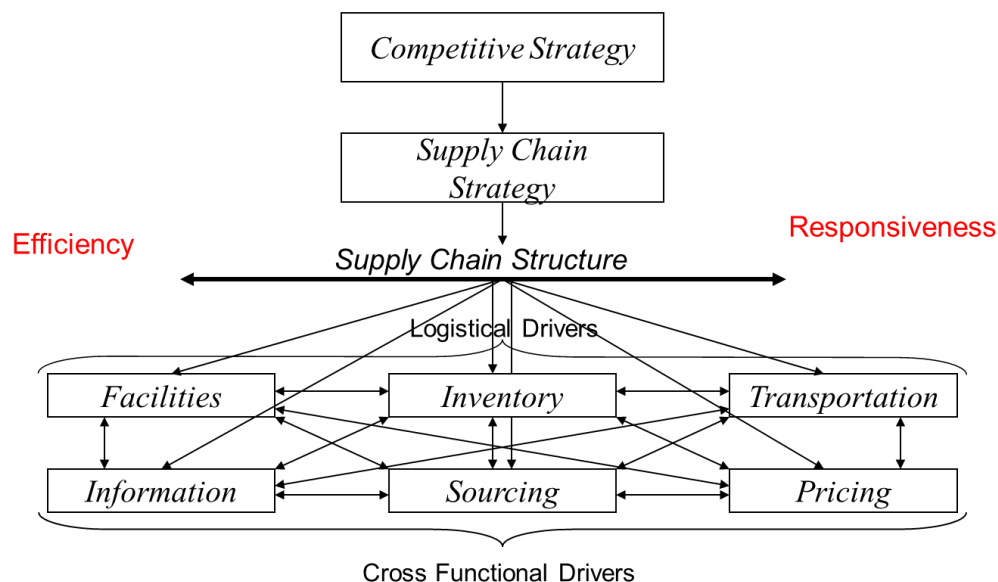 Competitive Strategy
Supply Chain
Strategy
Efficiency
Responsiveness
Supply Chain Structure
Logistical Drivers
Facilities
Inventory
Transportation
Information
Sourcing
Pricing
Cross Functional Drivers